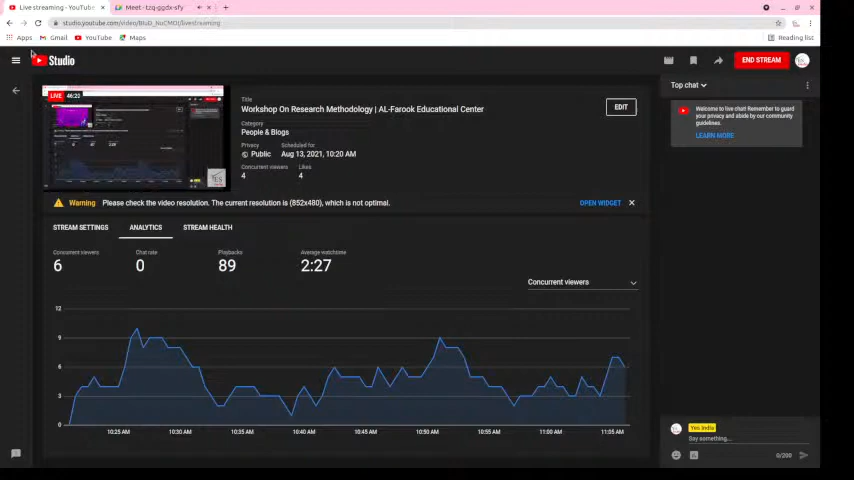 Live streaming - YouTube
Meet - tzq-ggdx-sfy
studio.youtube.com/video/BtuD_NuCMDI/livestreaming
Apps
Gmail
YouTube
Maps
Reading list
Studio
END STREAM
LIVE 46:20
Title
Workshop On Research Methodology | AL-Farook Educational Center
EDIT
Category
People & Blogs
Privacy
Public
Scheduled for
Aug 13, 2021, 10:20 AM
Concurrent viewers
4
Likes
4
YES
Top chat
Welcome to live chat! Remember to guard
your privacy and abide by our community
guidelines.
LEARN MORE
Warning Please check the video resolution. The current resolution is (852x480), which is not optimal.
OPEN WIDGET
STREAM SETTINGS
ANALYTICS
STREAM HEALTH
Concurrent viewers
6
Chat rate
0
Playbacks
89
Average watchtime
2:27
Concurrent viewers
12
9
6
3
0
10:25 AM
10:30 AM
10:35 AM
10:40 AM
10:45 AM
10:50 AM
10:55 AM
11:00 AM
11:05 AM
Yes India
Say something...
0/200